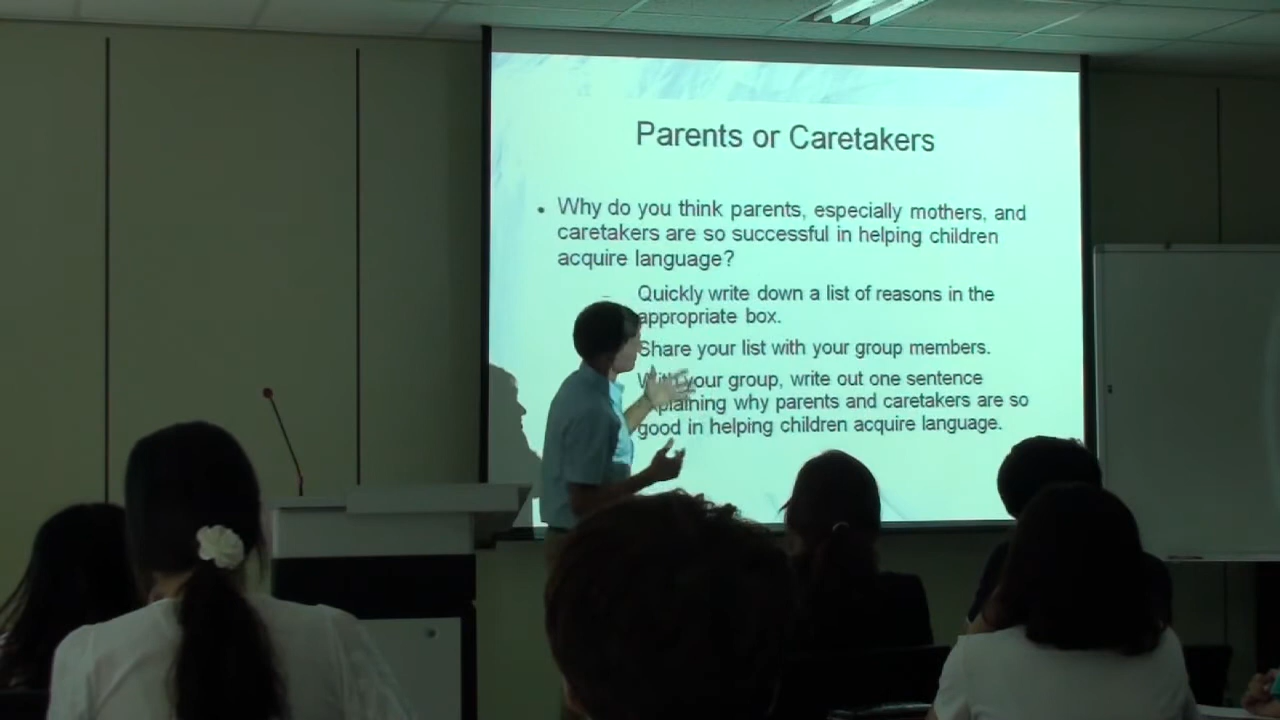 Parents or Caretakers
• Why do you think parents, especially mothers, and
caretakers are so successful in helping children
acquire language?
Quickly write down a list of reasons in the
appropriate box.
Share your list with your group members.
With your group, write out one sentence
explaining why parents and caretakers are so
good in helping children acquire language.